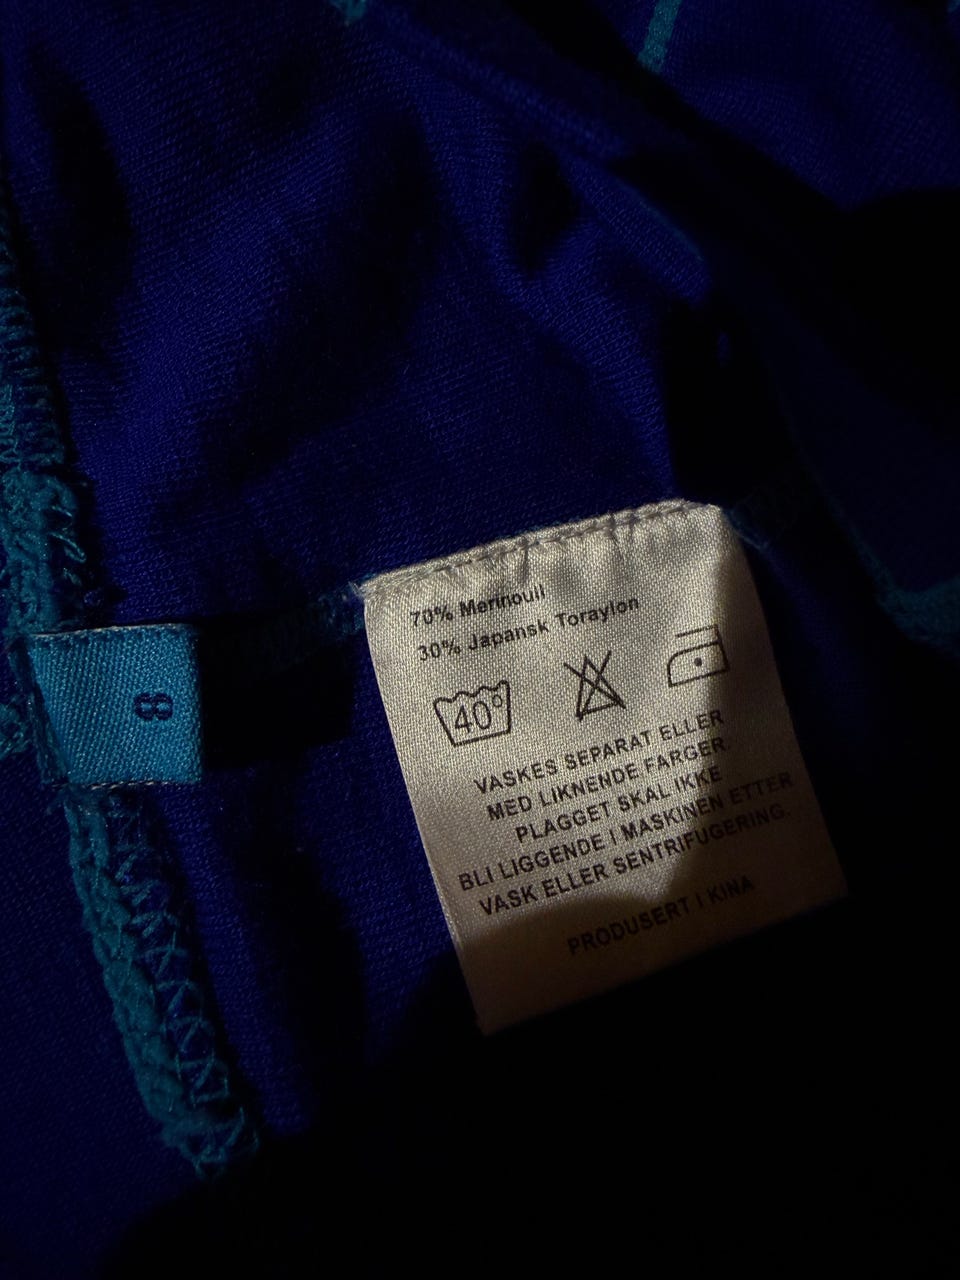 70% Merinoull
30% Japansk Toraylon
40°
VASKES SEPARAT ELLER
MED LIKNENDE FARGER.
PLAGGET SKAL IKKE
BLI LIGGENDE I MASKINEN ETTER
VASK ELLER SENTRIFUGERING.
PRODUSERT I KINA
8